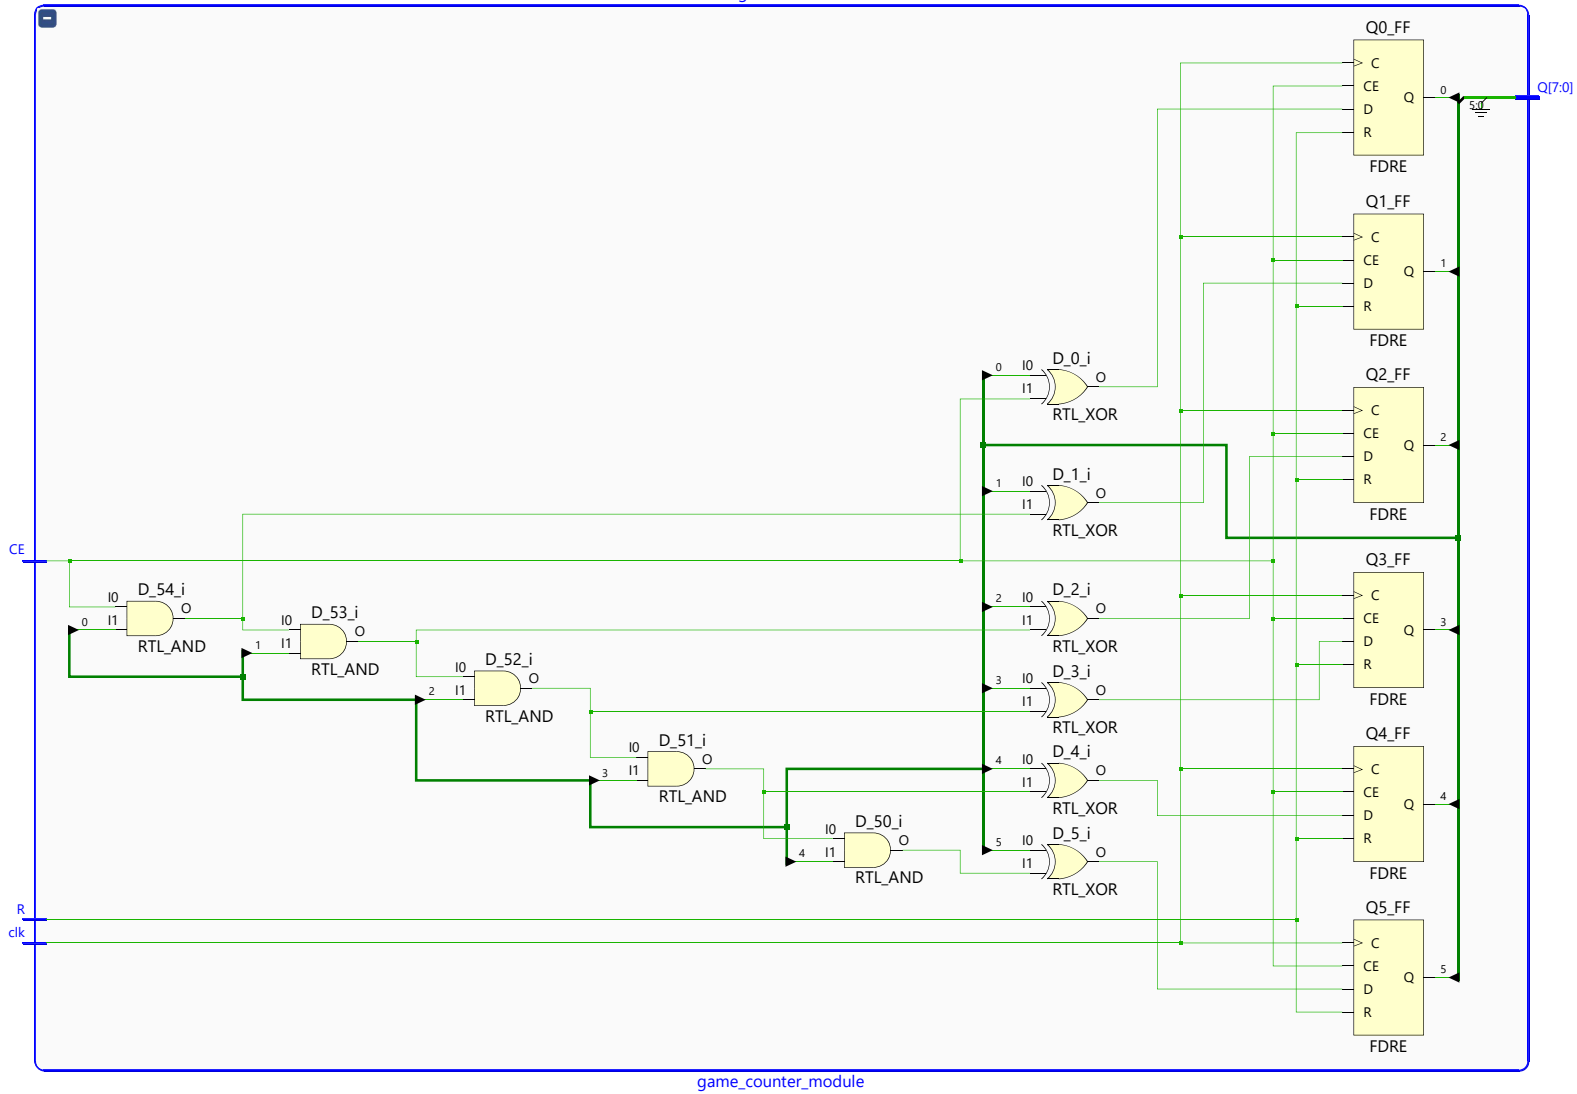 Q0_FF
C
CE
D
R
Q
0
FDRE
Q[7:0]
5:0
Q1_FF
C
CE
D
R
Q
1
FDRE
Q2_FF
C
CE
D
R
Q
2
FDRE
D_0_i
0
I0
I1
O
RTL_XOR
D_1_i
1
I0
I1
O
RTL_XOR
CE
D_54_i
I0
0
I1
O
RTL_AND
D_53_i
I0
1
I1
O
RTL_AND
D_52_i
I0
2
I1
O
RTL_AND
D_51_i
I0
3
I1
O
RTL_AND
D_50_i
I0
4
I1
O
RTL_AND
D_2_i
2
I0
I1
O
RTL_XOR
D_3_i
3
I0
I1
O
RTL_XOR
D_4_i
4
I0
I1
O
RTL_XOR
D_5_i
5
I0
I1
O
RTL_XOR
Q3_FF
C
CE
D
R
Q
3
FDRE
Q4_FF
C
CE
D
R
Q
4
FDRE
Q5_FF
C
CE
D
R
Q
5
FDRE
R
clk
game_counter_module